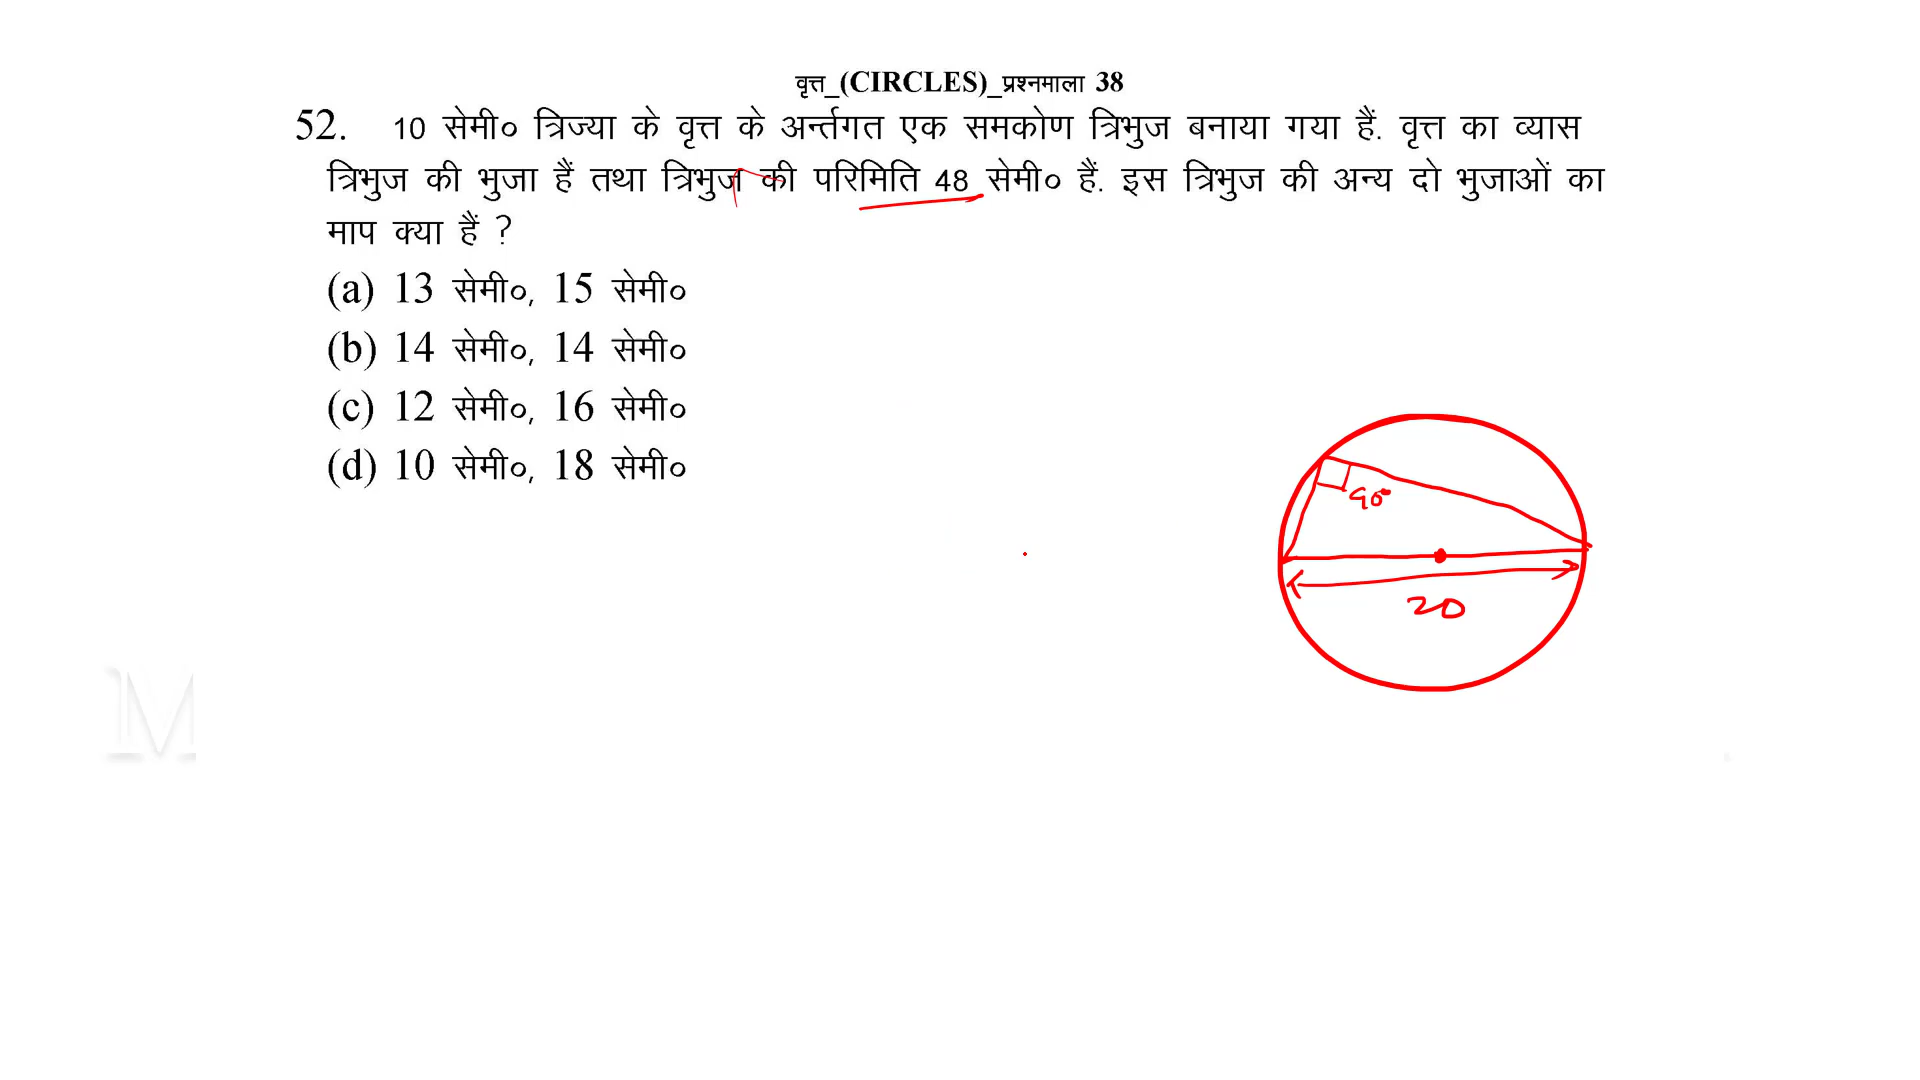 वृत्त_(CIRCLES)_प्रश्नमाला 38
52. 10 सेमी० त्रिज्या के वृत्त के अर्न्तगत एक समकोण त्रिभुज बनाया गया हैं. वृत्त का व्यास
त्रिभुज की भुजा हैं तथा त्रिभुज की परिमिति 48 सेमी० हैं. इस त्रिभुज की अन्य दो भुजाओं का
माप क्या हैं ?
(a) 13 सेमी०, 15 सेमी०
(b) 14 सेमी०, 14 सेमी०
(c) 12 सेमी०, 16 सेमी०
(d) 10 सेमी०, 18 सेमी०
90°
20
M